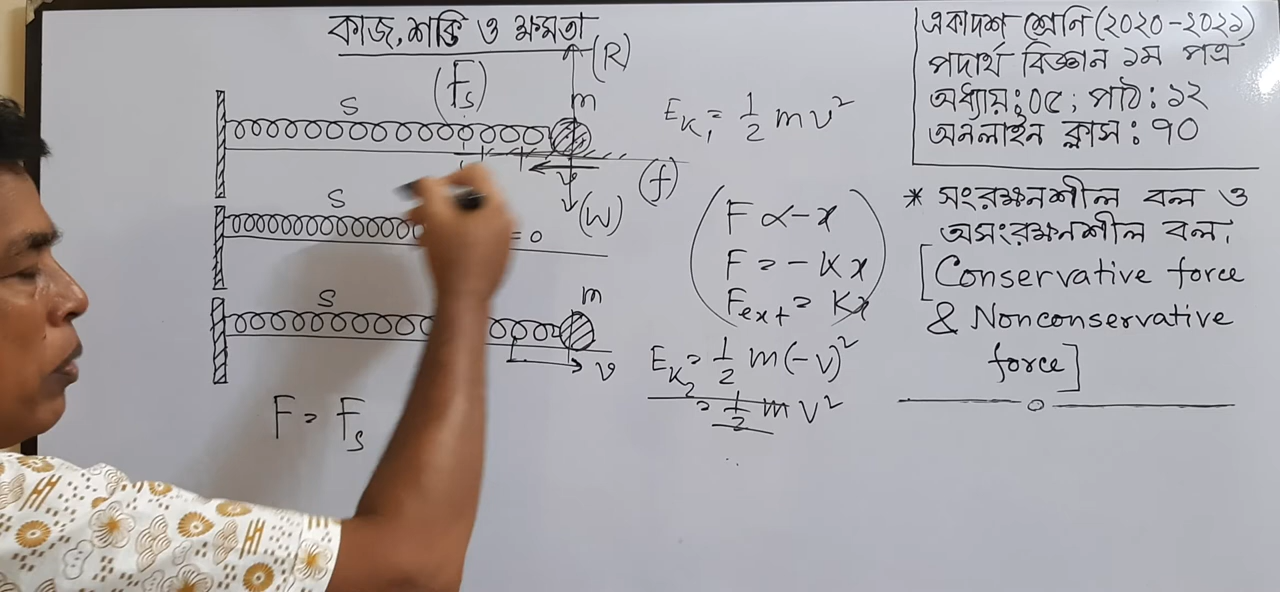 কাজ, শক্তি ও ক্ষমতা
(R)
(Fs)
S
m
(f)
v
(W)
S
= 0
S
m
v
F = Fs
EK1 = 1/2 mv²
F ∝ -x
F = -Kx
Fext = Kx
EK2 = 1/2 m(-v)²
= 1/2 mv²
একাদশ শ্রেনি (২০২০-২০২১)
পদার্থ বিজ্ঞান ১ম পত্র
অধ্যায়: ০৫; পাঠ: ১২
অনলাইন ক্লাস: ৭০
* সংরক্ষনশীল বল ও
অসংরক্ষনশীল বল।
[Conservative force
& Nonconservative
force]